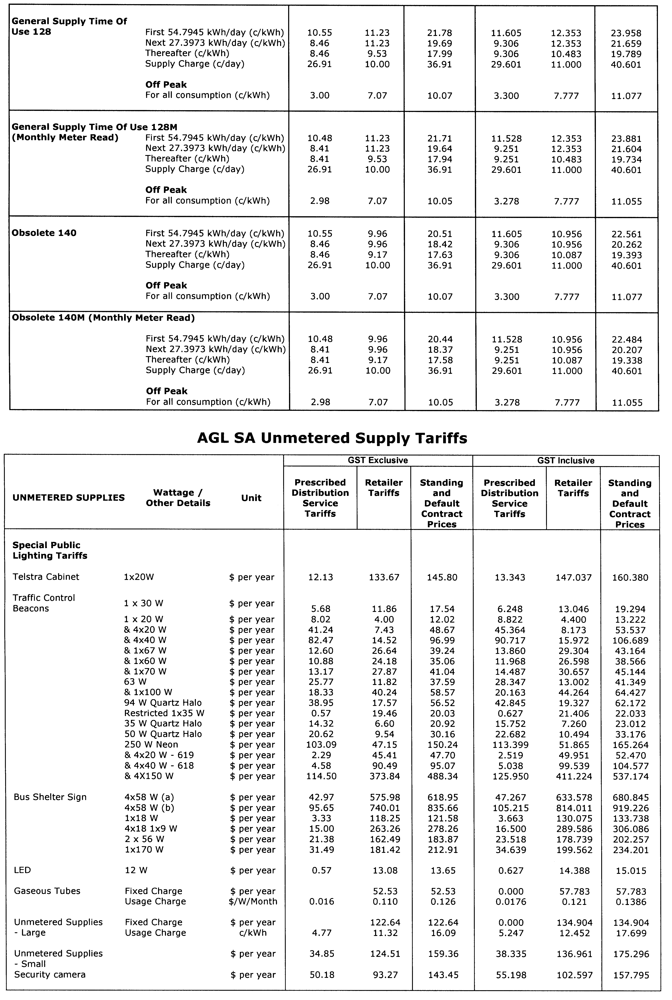 General Supply Time Of
Use 128 First 54.7945 kWh/day (c/kWh) 10.55 11.23 21.78 11.605 12.353 23.958
Next 27.3973 kWh/day (c/kWh) 8.46 11.23 19.69 9.306 12.353 21.659
Thereafter (c/kWh) 8.46 9.53 17.99 9.306 10.483 19.789
Supply Charge (c/day) 26.91 10.00 36.91 29.601 11.000 40.601
Off Peak
For all consumption (c/kWh) 3.00 7.07 10.07 3.300 7.777 11.077
General Supply Time Of Use 128M
(Monthly Meter Read) First 54.7945 kWh/day (c/kWh) 10.48 11.23 21.71 11.528 12.353 23.881
Next 27.3973 kWh/day (c/kWh) 8.41 11.23 19.64 9.251 12.353 21.604
Thereafter (c/kWh) 8.41 9.53 17.94 9.251 10.483 19.734
Supply Charge (c/day) 26.91 10.00 36.91 29.601 11.000 40.601
Off Peak
For all consumption (c/kWh) 2.98 7.07 10.05 3.278 7.777 11.055
Obsolete 140 First 54.7945 kWh/day (c/kWh) 10.55 9.96 20.51 11.605 10.956 22.561
Next 27.3973 kWh/day (c/kWh) 8.46 9.96 18.42 9.306 10.956 20.262
Thereafter (c/kWh) 8.46 9.17 17.63 9.306 10.087 19.393
Supply Charge (c/day) 26.91 10.00 36.91 29.601 11.000 40.601
Off Peak
For all consumption (c/kWh) 3.00 7.07 10.07 3.300 7.777 11.077
Obsolete 140M (Monthly Meter Read)
First 54.7945 kWh/day (c/kWh) 10.48 9.96 20.44 11.528 10.956 22.484
Next 27.3973 kWh/day (c/kWh) 8.41 9.96 18.37 9.251 10.956 20.207
Thereafter (c/kWh) 8.41 9.17 17.58 9.251 10.087 19.338
Supply Charge (c/day) 26.91 10.00 36.91 29.601 11.000 40.601
Off Peak
For all consumption (c/kWh) 2.98 7.07 10.05 3.278 7.777 11.055
AGL SA Unmetered Supply Tariffs
GST Exclusive GST Inclusive
UNMETERED SUPPLIES
Wattage /
Other Details
Unit
Prescribed
Distribution
Service
Tariffs
Retailer
Tariffs
Standing
and
Default
Contract
Prices
Prescribed
Distribution
Service
Tariffs
Retailer
Tariffs
Standing
and
Default
Contract
Prices
Special Public
Lighting Tariffs
Telstra Cabinet 1x20W $ per year 12.13 133.67 145.80 13.343 147.037 160.380
Traffic Control
Beacons 1 x 30 W $ per year 5.68 11.86 17.54 6.248 13.046 19.294
1 x 20 W $ per year 8.02 4.00 12.02 8.822 4.400 13.222
& 4x20 W $ per year 41.24 7.43 48.67 45.364 8.173 53.537
& 4x40 W $ per year 82.47 14.52 96.99 90.717 15.972 106.689
& 1x67 W $ per year 12.60 26.64 39.24 13.860 29.304 43.164
& 1x60 W $ per year 10.88 24.18 35.06 11.968 26.598 38.566
& 1x70 W $ per year 13.17 27.87 41.04 14.487 30.657 45.144
63 W $ per year 25.77 11.82 37.59 28.347 13.002 41.349
& 1x100 W $ per year 18.33 40.24 58.57 20.163 44.264 64.427
94 W Quartz Halo $ per year 38.95 17.57 56.52 42.845 19.327 62.172
Restricted 1x35 W $ per year 0.57 19.46 20.03 0.627 21.406 22.033
35 W Quartz Halo $ per year 14.32 6.60 20.92 15.752 7.260 23.012
50 W Quartz Halo $ per year 20.62 9.54 30.16 22.682 10.494 33.176
250 W Neon $ per year 103.09 47.15 150.24 113.399 51.865 165.264
& 4x20 W - 619 $ per year 2.29 45.41 47.70 2.519 49.951 52.470
& 4x40 W - 618 $ per year 4.58 90.49 95.07 5.038 99.539 104.577
& 4X150 W $ per year 114.50 373.84 488.34 125.950 411.224 537.174
Bus Shelter Sign 4x58 W (a) $ per year 42.97 575.98 618.95 47.267 633.578 680.845
4x58 W (b) $ per year 95.65 740.01 835.66 105.215 814.011 919.226
1x18 W $ per year 3.33 118.25 121.58 3.663 130.075 133.738
4x18 1x9 W $ per year 15.00 263.26 278.26 16.500 289.586 306.086
2 x 56 W $ per year 21.38 162.49 183.87 23.518 178.739 202.257
1x170 W $ per year 31.49 181.42 212.91 34.639 199.562 234.201
LED 12 W $ per year 0.57 13.08 13.65 0.627 14.388 15.015
Gaseous Tubes Fixed Charge $ per year 52.53 52.53 0.000 57.783 57.783
Usage Charge $/W/Month 0.016 0.110 0.126 0.0176 0.121 0.1386
Unmetered Supplies Fixed Charge $ per year 122.64 122.64 0.000 134.904 134.904
- Large Usage Charge c/kWh 4.77 11.32 16.09 5.247 12.452 17.699
Unmetered Supplies $ per year 34.85 124.51 159.36 38.335 136.961 175.296
- Small
Security camera $ per year 50.18 93.27 143.45 55.198 102.597 157.795